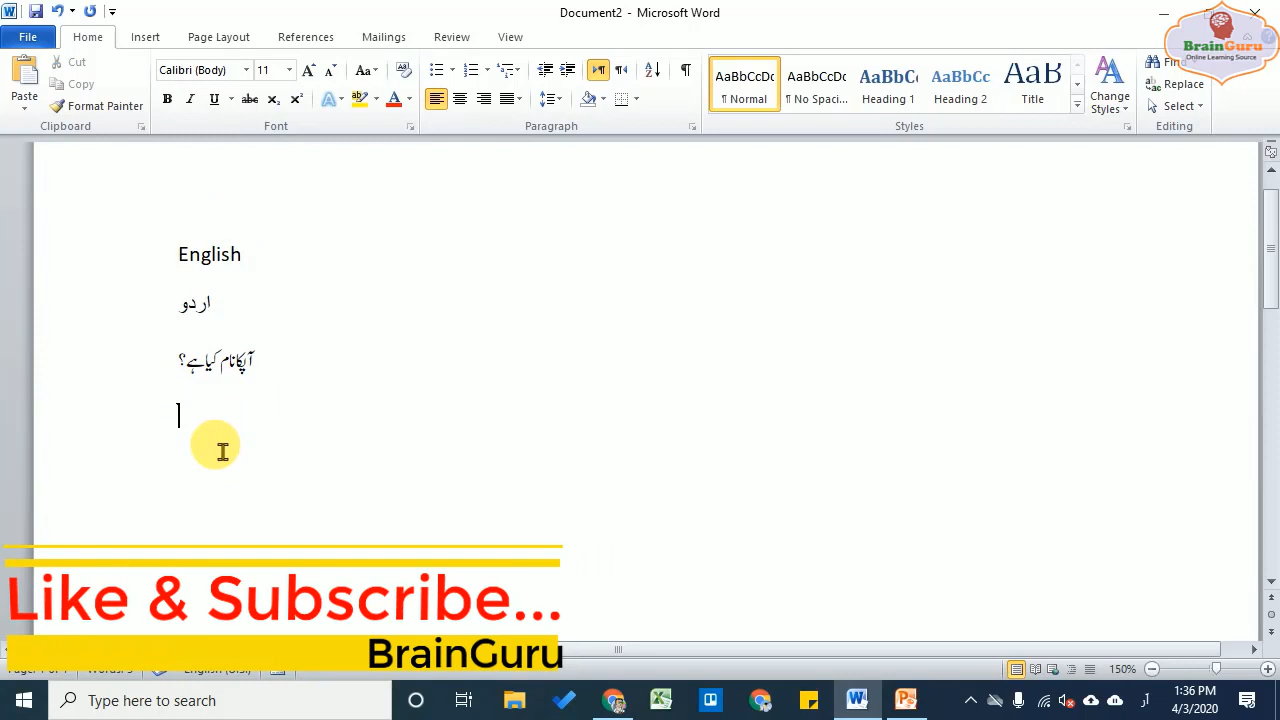 Document2 - Microsoft Word
BrainGuru
Online Learning Source
File Home Insert Page Layout References Mailings Review View
Paste
Cut
Copy
Format Painter
Clipboard
Calibri (Body) 11
Font
Paragraph
AaBbCcDc AaBbCcDc AaBbCc AaBbCc AaB
¶ Normal ¶ No Spaci... Heading 1 Heading 2 Title
Change Styles
Styles
Find
Replace
Select
Editing
English
اردو
آپکا نام کیا ہے؟
Like & Subscribe...
BrainGuru
150%
Type here to search
1:36 PM
4/3/2020